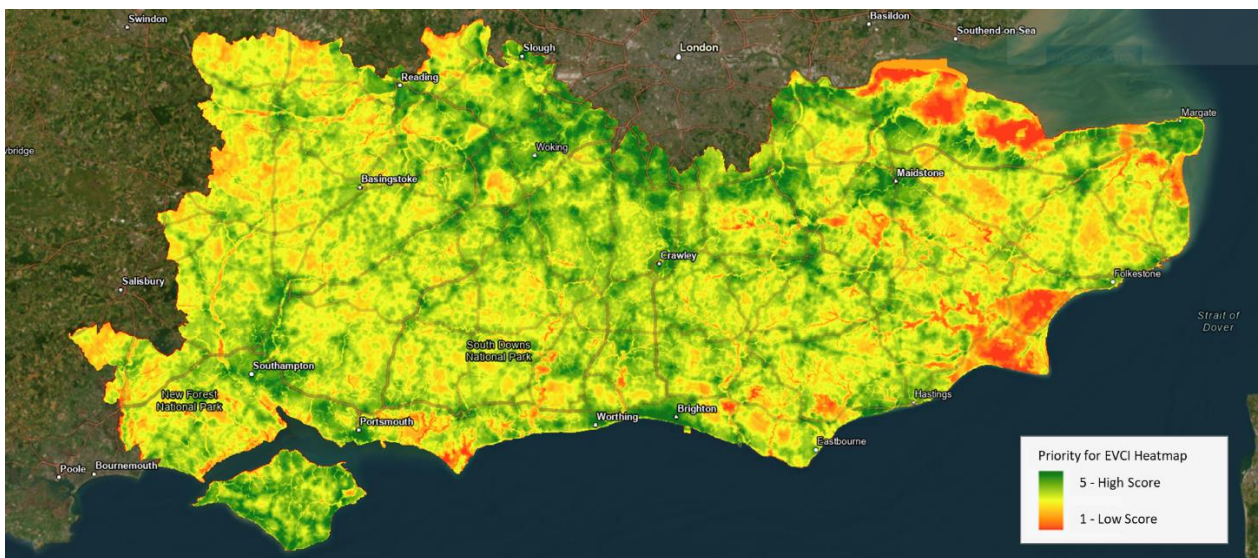 Swindon
Basildon
Southend on Sea
London
Slough
Reading
Margate
Woking
Basingstoke
Maidstone
Crawley
Folkestone
Salisbury
Strait of
Dover
South Downs
National Park
Southampton
New Forest
National Park
Hastings
Portsmouth
Worthing
Brighton
Eastbourne
Poole
Bournemouth
Priority for EVCI Heatmap
5 - High Score
1 - Low Score